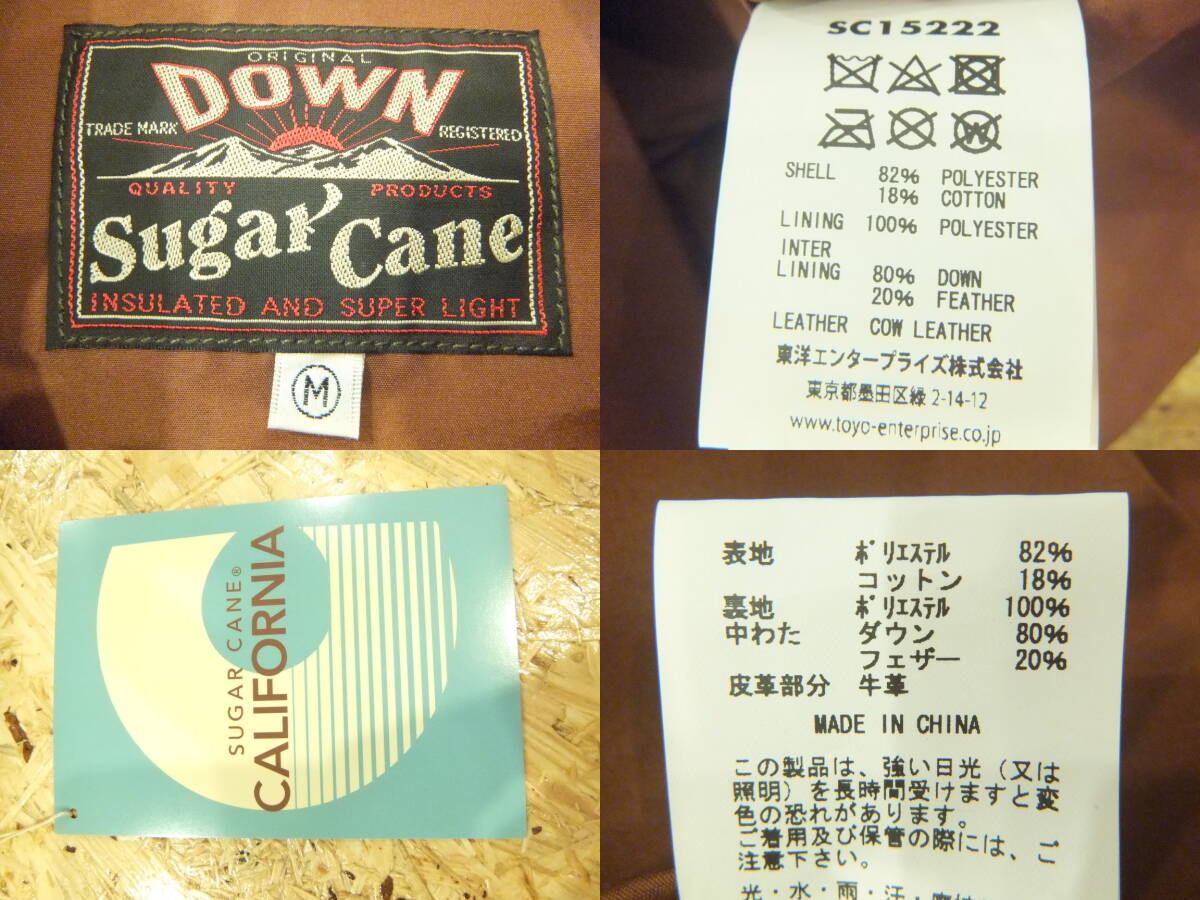 ORIGINAL
DOWN
TRADE MARK REGISTERED
QUALITY PRODUCTS
Sugar Cane
INSULATED AND SUPER LIGHT
M
SC15222
W
SHELL 82% POLYESTER
18% COTTON
LINING 100% POLYESTER
INTER
LINING 80% DOWN
20% FEATHER
LEATHER COW LEATHER
東洋エンタープライズ株式会社
東京都墨田区緑 2-14-12
www.toyo-enterprise.co.jp
SUGAR CANE®
CALIFORNIA
表地 ポリエステル 82%
コットン 18%
裏地 ポリエステル 100%
中わた ダウン 80%
フェザー 20%
皮革部分 牛革
MADE IN CHINA
この製品は、強い日光（又は
照明）を長時間受けますと変
色の恐れがあります。
ご着用及び保管の際には、ご
注意下さい。
光・水・雨・汗・摩擦